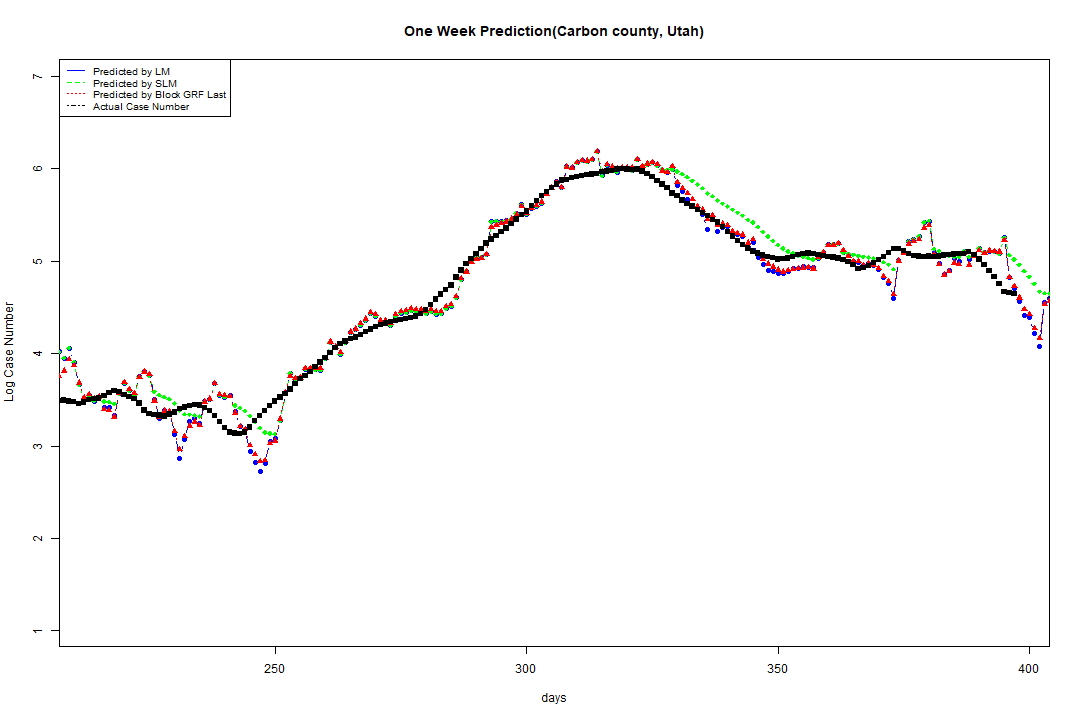 One Week Prediction(Carbon county, Utah)
Predicted by LM
Predicted by SLM
Predicted by Block GRF Last
Actual Case Number
Log Case Number
7
6
5
4
3
2
1
250
300
350
400
days